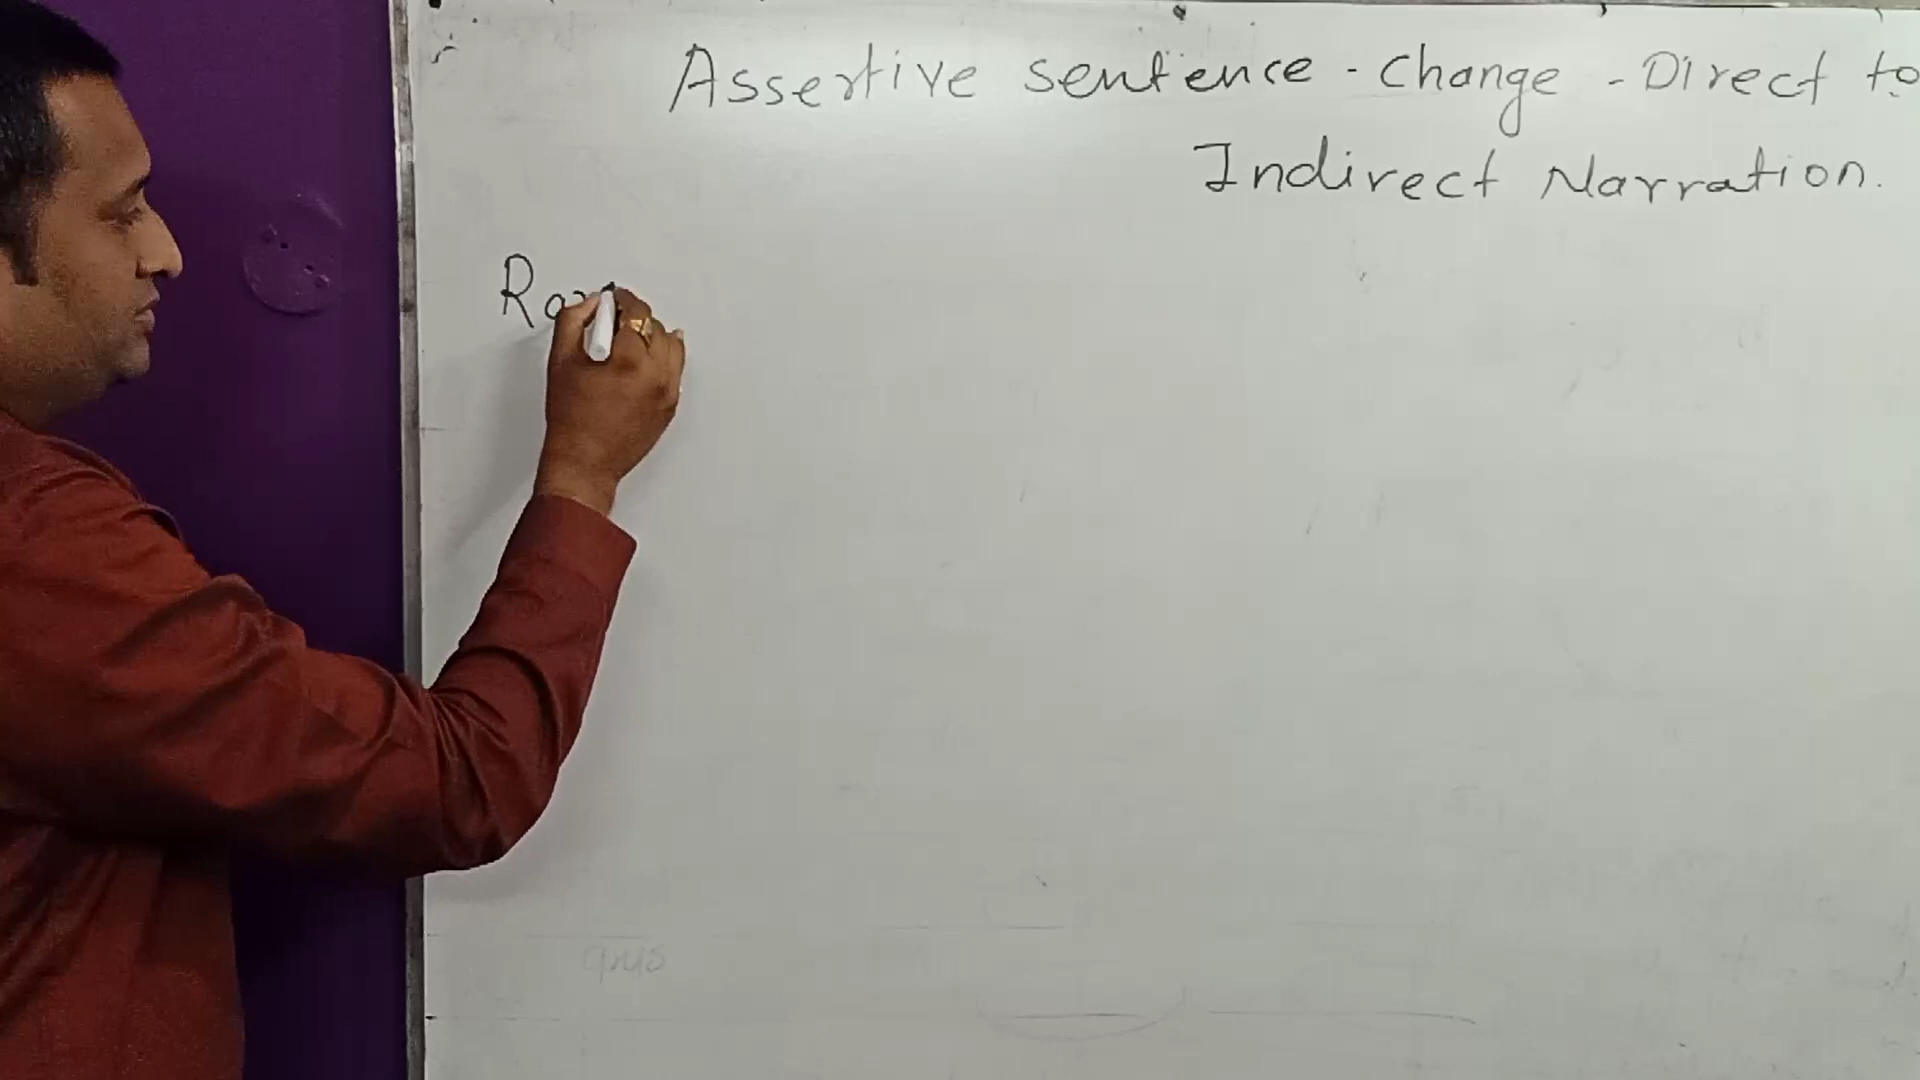 Assertive sentence - Change - Direct to
Indirect Narration.